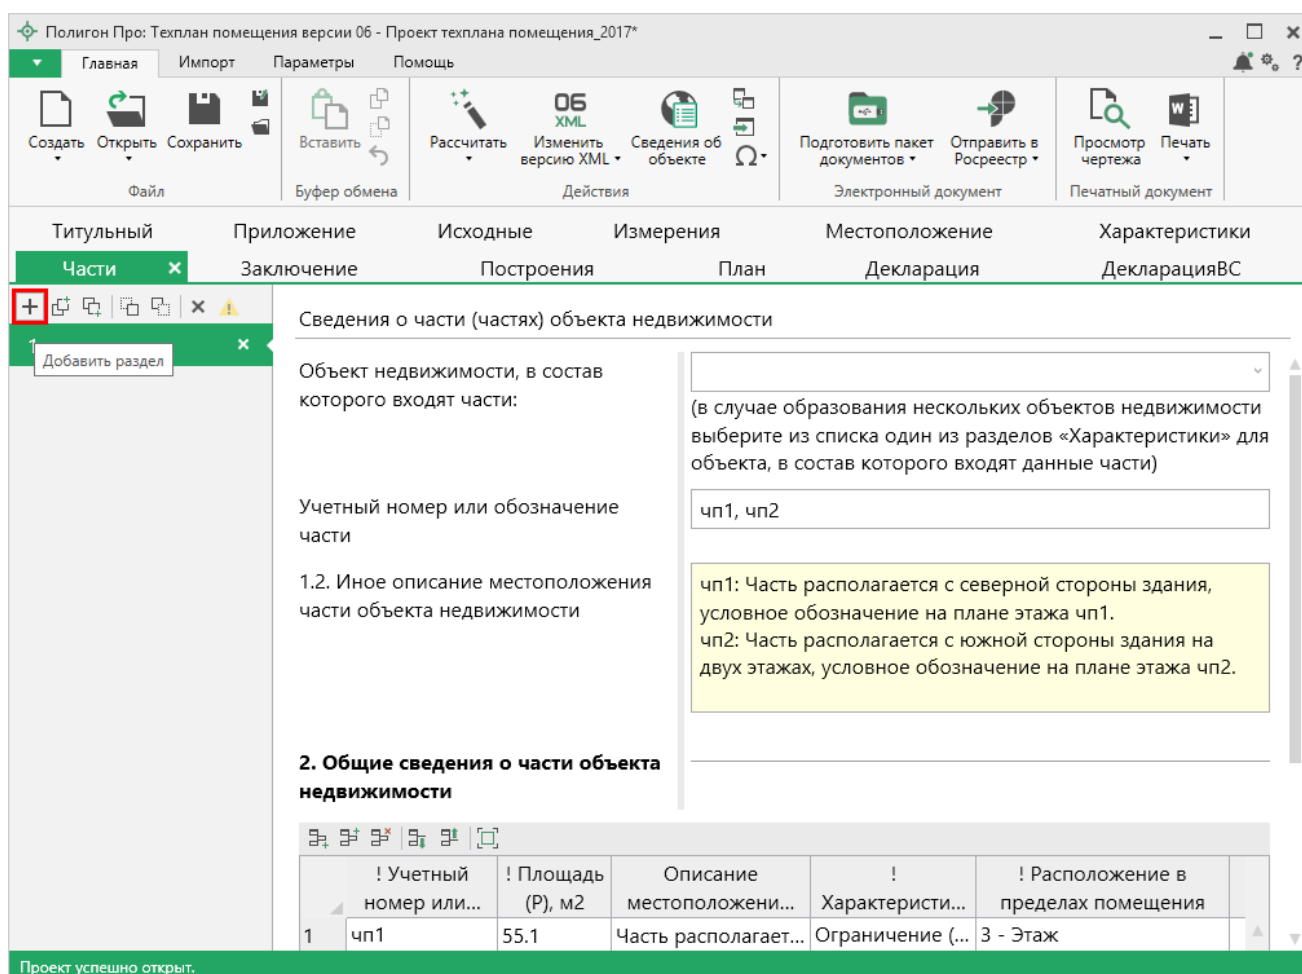 Полигон Про: Техплан помещения версии 06 - Проект техплана помещения_2017*
Главная Импорт Параметры Помощь
?
Создать Открыть Сохранить
Файл
Вставить
Буфер обмена
Рассчитать
06
XML
Изменить
версию XML
Сведения об
объекте
Ω
Действия
Подготовить пакет
документов
Отправить в
Росреестр
Электронный документ
Просмотр
чертежа
W
Печать
Печатный документ
Титульный Приложение Исходные Измерения Местоположение Характеристики
Части Заключение Построения План Декларация ДекларацияВС
1
Добавить раздел
Сведения о части (частях) объекта недвижимости
Объект недвижимости, в состав
которого входят части:
(в случае образования нескольких объектов недвижимости
выберите из списка один из разделов «Характеристики» для
объекта, в состав которого входят данные части)
Учетный номер или обозначение
части
чп1, чп2
1.2. Иное описание местоположения
части объекта недвижимости
чп1: Часть располагается с северной стороны здания,
условное обозначение на плане этажа чп1.
чп2: Часть располагается с южной стороны здания на
двух этажах, условное обозначение на плане этажа чп2.
2. Общие сведения о части объекта
недвижимости
! Учетный
номер или...
! Площадь
(P), м2
Описание
местоположени...
!
Характеристи...
! Расположение в
пределах помещения
1 чп1 55.1 Часть располагает... Ограничение (... 3 - Этаж
Проект успешно открыт.